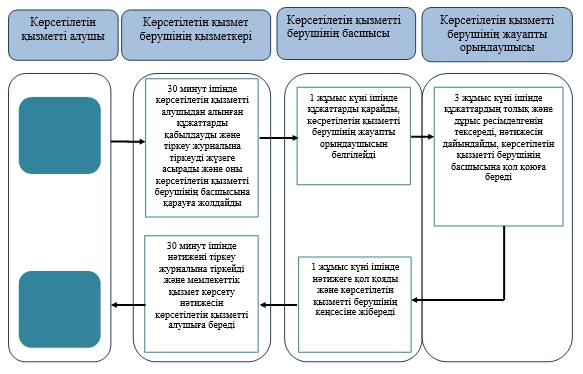 Көрсетілетін
қызметті алушы
Көрсетілетін қызмет
берушінің қызметкері
Көрсетілетін қызметті
берушінің басшысы
Көрсетілетін қызметті
берушінің жауапты
орындаушысы
30 минут ішінде
көрсетілетін қызметті
алушыдан алынған
құжаттарды
қабылдауды және
тіркеу журналына
тіркеуді жүзеге
асырады және оны
көрсетілетін қызметті
берушінің басшысына
қарауға жолдайды
1 жұмыс күні ішінде
құжаттарды қарайды,
көсретілетін қызметті
берушінің жауапты
орындаушысын
белгілейді
3 жұмыс күні ішінде
құжаттардың толық және
дұрыс ресімделгенін
тексереді, нәтижесін
дайындайды, көрсетілетін
қызметті берушінің
басшысына қол қоюға
береді
30 минут ішінде
нәтижені тіркеу
журналына тіркейді
және мемлекеттік
қызмет көрсету
нәтижесін
көрсетілетін қызметті
алушыға береді
1 жұмыс күні ішінде
нәтижеге қол қояды
және көрсетілетін
қызметті берушінің
кеңсесіне жібереді